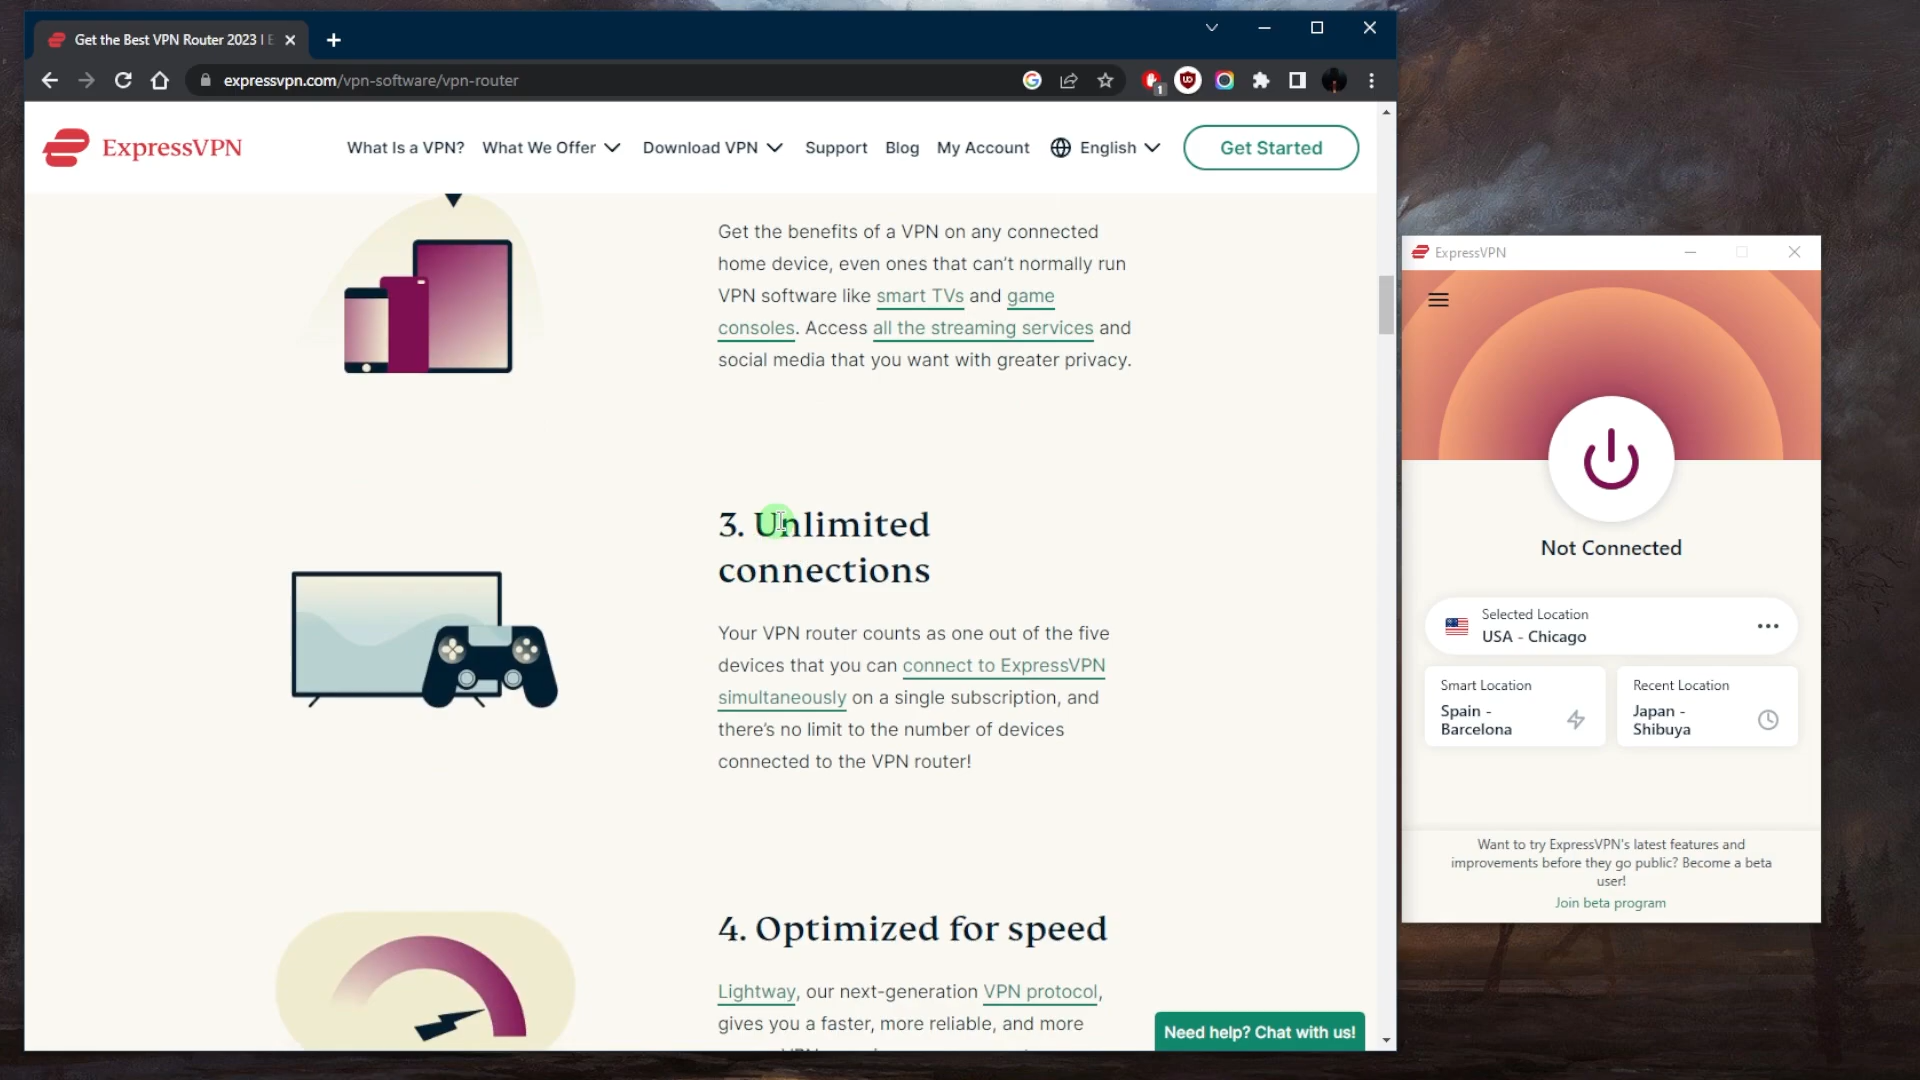 Get the Best VPN Router 2023 | E
expressvpn.com/vpn-software/vpn-router
1
ExpressVPN
What Is a VPN?
What We Offer
Download VPN
Support
Blog
My Account
English
Get Started
Get the benefits of a VPN on any connected
home device, even ones that can't normally run
VPN software like smart TVs and game
consoles. Access all the streaming services and
social media that you want with greater privacy.
3. Unlimited
connections
Your VPN router counts as one out of the five
devices that you can connect to ExpressVPN
simultaneously on a single subscription, and
there's no limit to the number of devices
connected to the VPN router!
4. Optimized for speed
Lightway, our next-generation VPN protocol,
gives you a faster, more reliable, and more
Need help? Chat with us!
ExpressVPN
Not Connected
Selected Location
USA - Chicago
Smart Location
Spain -
Barcelona
Recent Location
Japan -
Shibuya
Want to try ExpressVPN's latest features and
improvements before they go public? Become a beta
user!
Join beta program